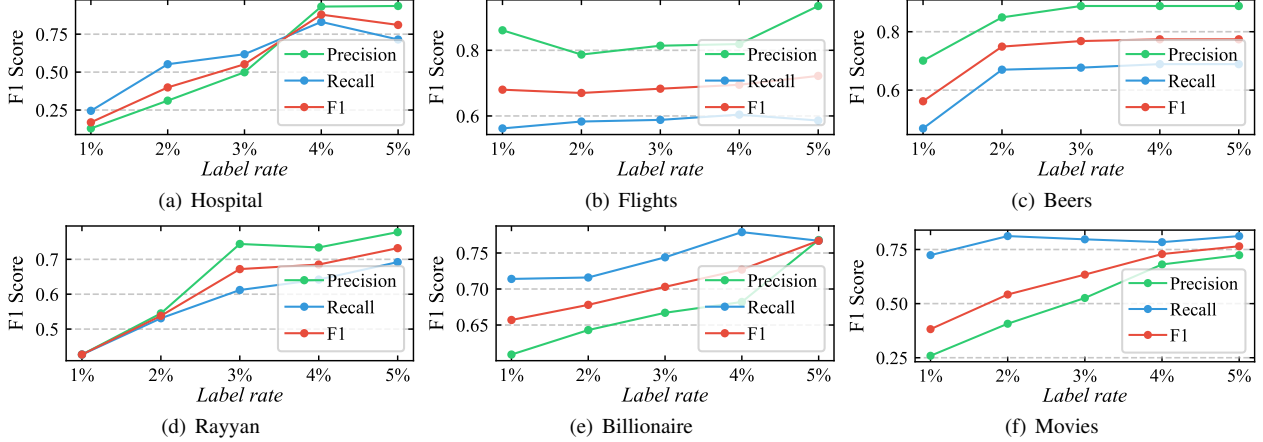 F1 Score
0.75
0.50
0.25
1% 2% 3% 4% 5%
Label rate
Precision
Recall
F1
(a) Hospital
F1 Score
0.8
0.6
1% 2% 3% 4% 5%
Label rate
Precision
Recall
F1
(b) Flights
F1 Score
0.8
0.6
1% 2% 3% 4% 5%
Label rate
Precision
Recall
F1
(c) Beers
F1 Score
0.7
0.6
0.5
1% 2% 3% 4% 5%
Label rate
Precision
Recall
F1
(d) Rayyan
F1 Score
0.75
0.70
0.65
1% 2% 3% 4% 5%
Label rate
Precision
Recall
F1
(e) Billionaire
F1 Score
0.75
0.50
0.25
1% 2% 3% 4% 5%
Label rate
Precision
Recall
F1
(f) Movies